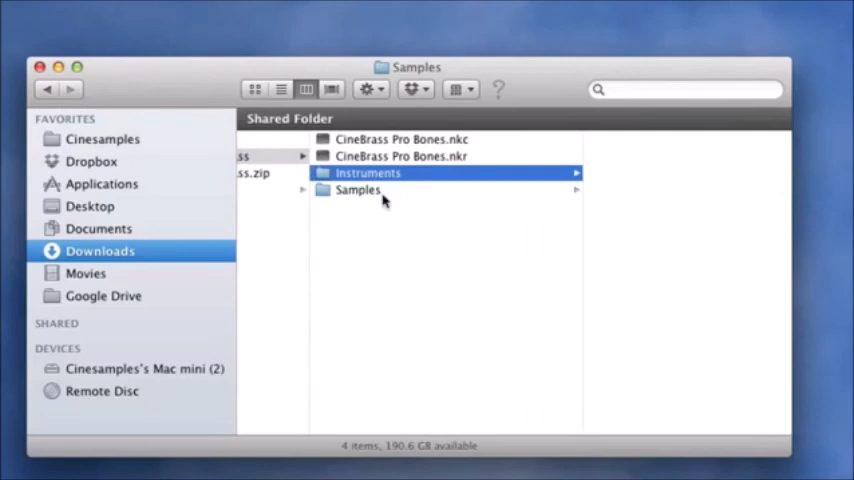 Samples
FAVORITES
Cinesamples
Dropbox
Applications
Desktop
Documents
Downloads
Movies
Google Drive
SHARED
DEVICES
Cinesamples's Mac mini (2)
Remote Disc
Shared Folder
ss
ss.zip
CineBrass Pro Bones.nkc
CineBrass Pro Bones.nkr
Instruments
Samples
4 items, 190.6 GB available